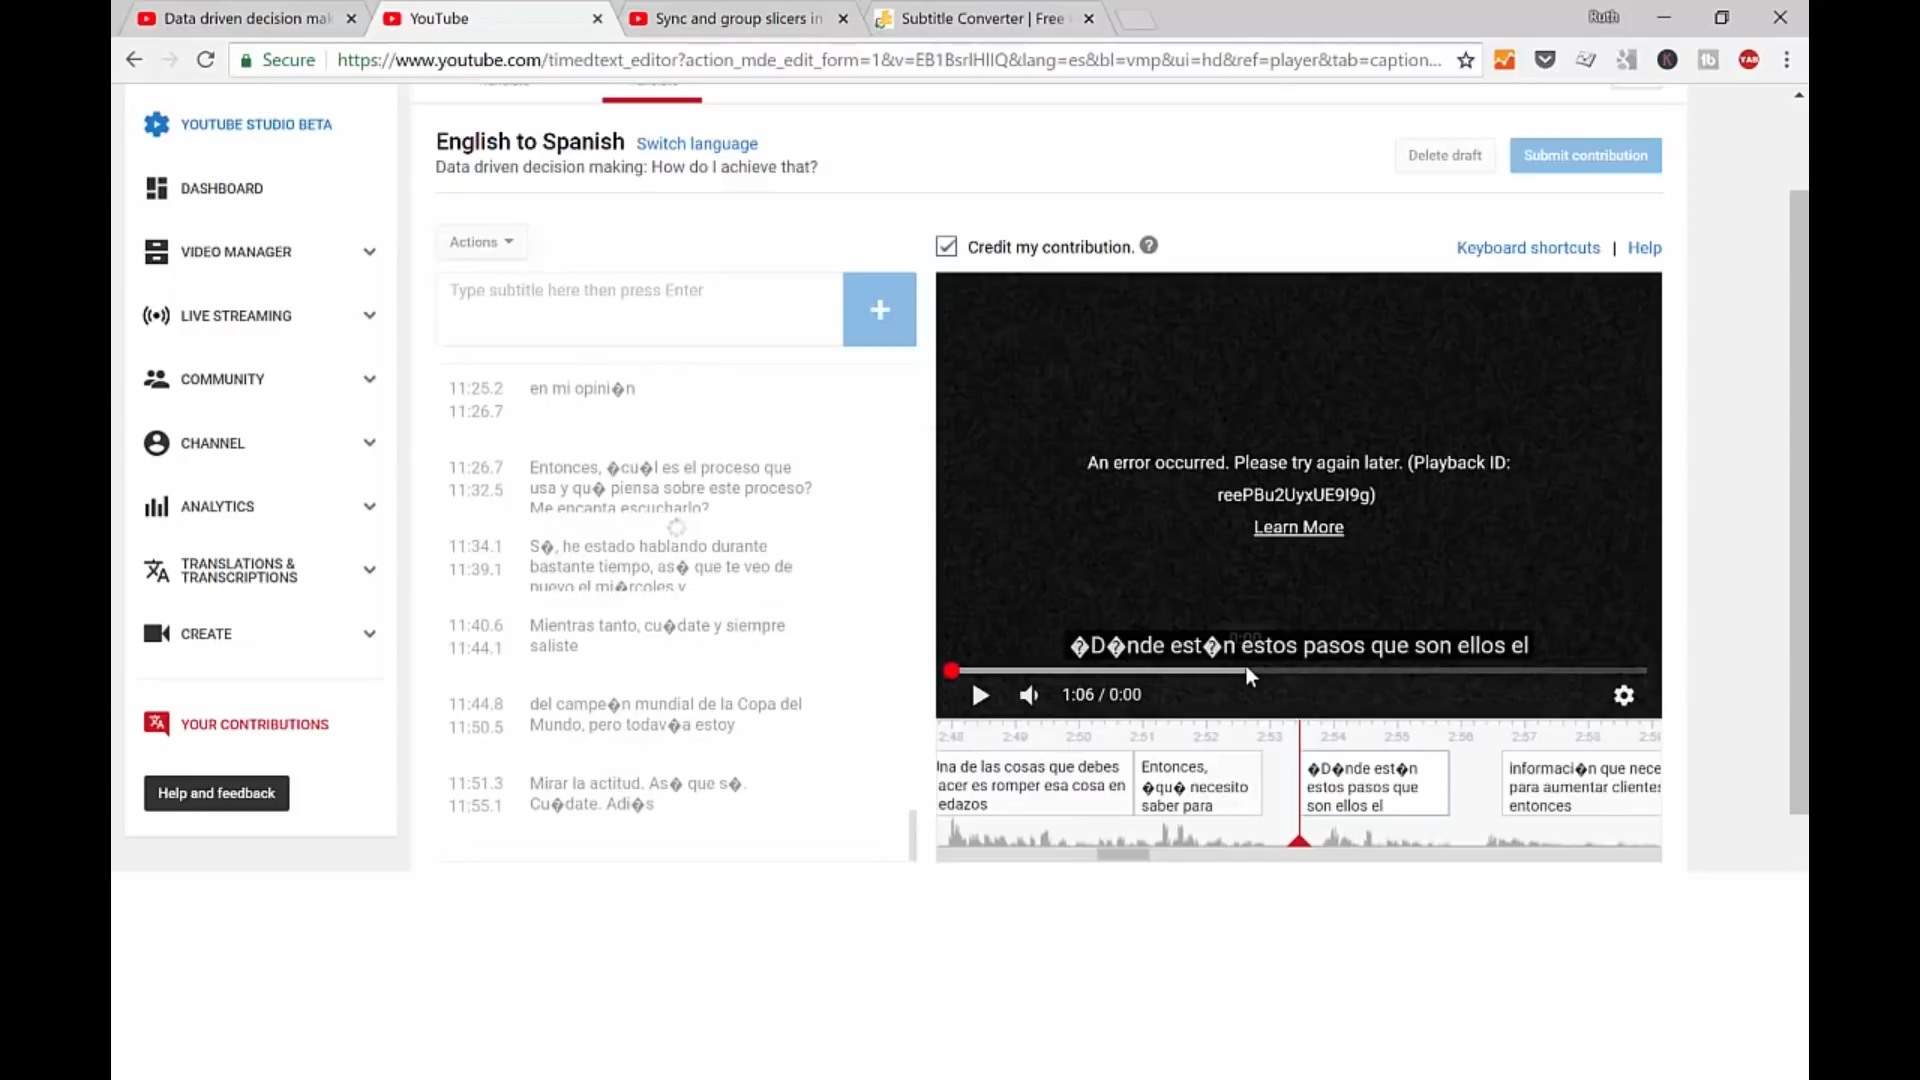 Data driven decision mak
YouTube
Sync and group slicers in
Subtitle Converter | Free
Ruth
Secure
https://www.youtube.com/timedtext_editor?action_mde_edit_form=1&v=EB1BsrlHIIQ&lang=es&bl=vmp&ui=hd&ref=player&tab=caption...
YOUTUBE STUDIO BETA
DASHBOARD
VIDEO MANAGER
LIVE STREAMING
COMMUNITY
CHANNEL
ANALYTICS
TRANSLATIONS &
TRANSCRIPTIONS
CREATE
YOUR CONTRIBUTIONS
Help and feedback
English to Spanish Switch language
Data driven decision making: How do I achieve that?
Delete draft
Submit contribution
Actions
Type subtitle here then press Enter
+
11:25.2 en mi opini�n
11:26.7
11:26.7 Entonces, �cu�l es el proceso que
11:32.5 usa y qu� piensa sobre este proceso?
Me encanta escucharlo?
11:34.1 S�, he estado hablando durante
11:39.1 bastante tiempo, as� que te veo de
nuevo el mi�rcoles y
11:40.6 Mientras tanto, cu�date y siempre
11:44.1 saliste
11:44.8 del campe�n mundial de la Copa del
11:50.5 Mundo, pero todav�a estoy
11:51.3 Mirar la actitud. As� que s�.
11:55.1 Cu�date. Adi�s
Credit my contribution. ?
Keyboard shortcuts | Help
An error occurred. Please try again later. (Playback ID:
reePBu2UyxUE9I9g)
Learn More
0:00
�D�nde est�n estos pasos que son ellos el
1:06 / 0:00
2:48 2:49 2:50 2:51 2:52 2:53 2:54 2:55 2:56 2:57 2:58
Una de las cosas que debes
acer es romper esa cosa en
edazos
Entonces,
�qu� necesito
saber para
�D�nde est�n
estos pasos que
son ellos el
informaci�n que nece
para aumentar clientes
entonces